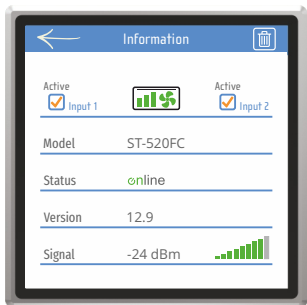 Information
Active
Input 1
Active
Input 2
Model ST-520FC
Status online
Version 12.9
Signal -24 dBm